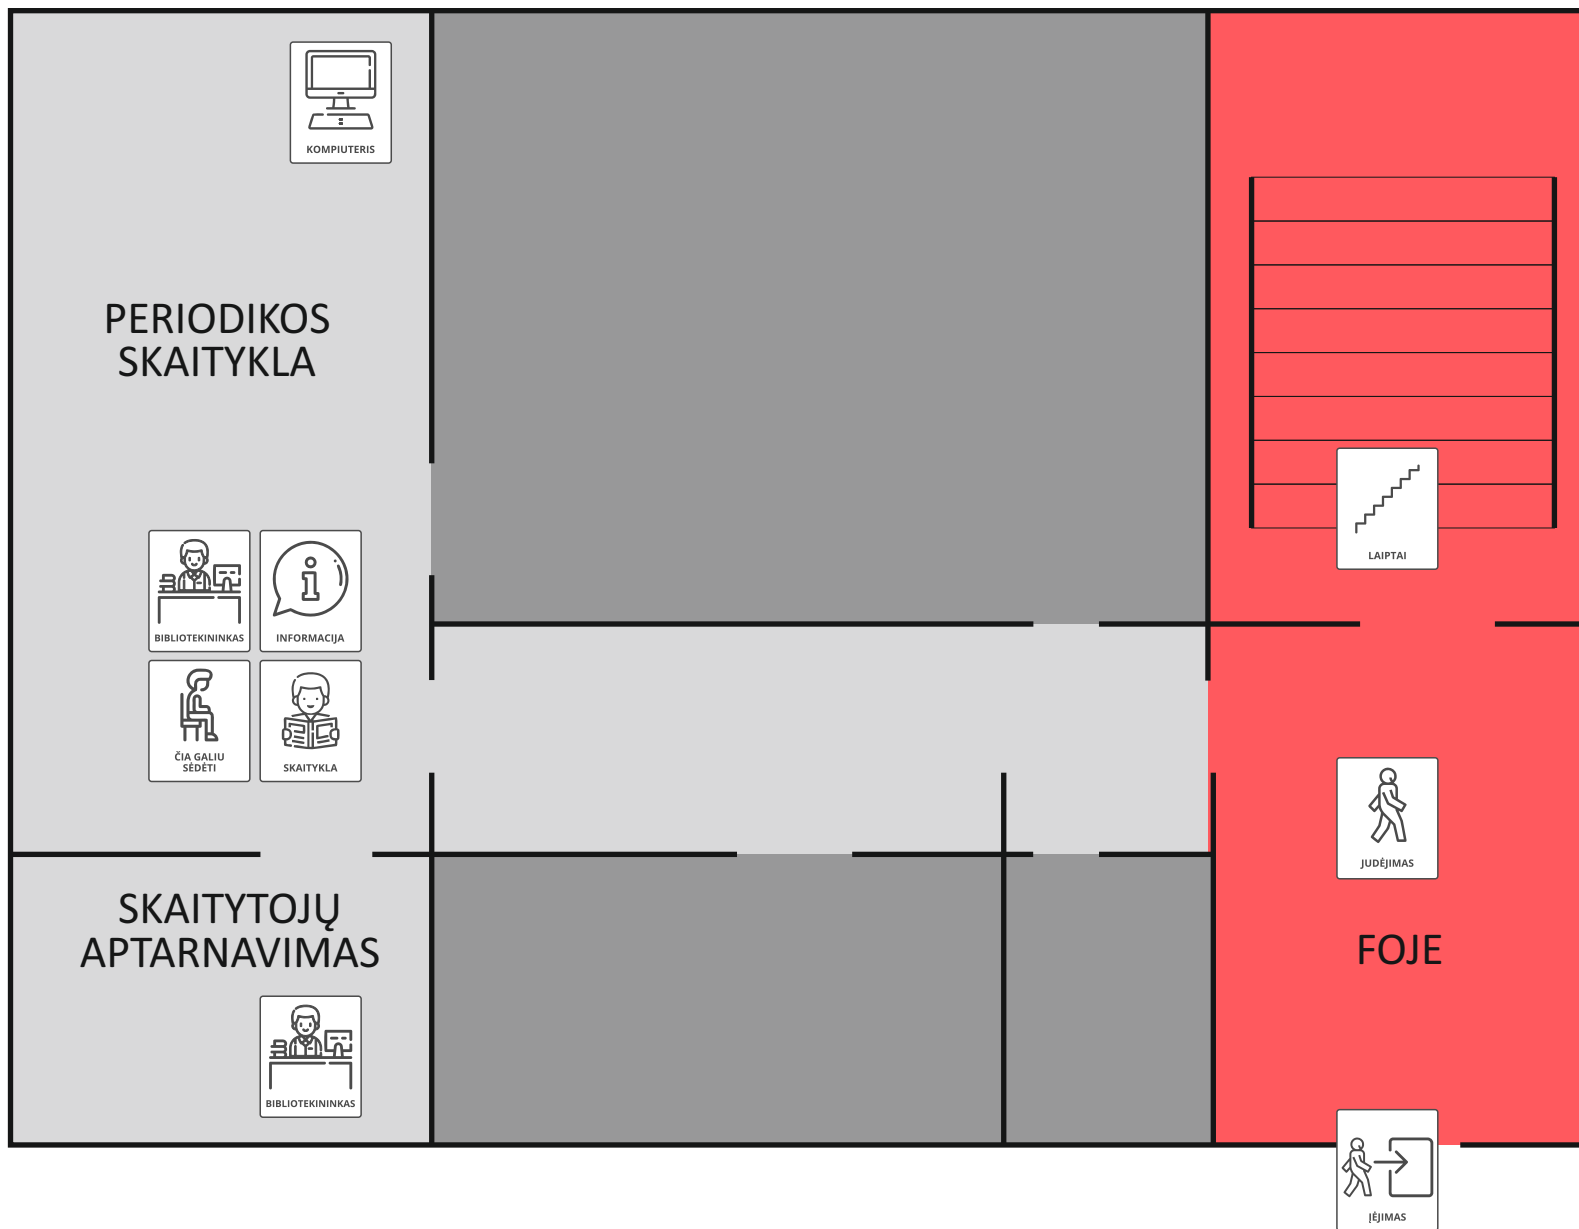 KOMPIUTERIS
PERIODIKOS
SKAITYKLA
BIBLIOTEKININKAS
INFORMACIJA
ČIA GALIU
SĖDĖTI
SKAITYKLA
SKAITYTOJŲ
APTARNAVIMAS
BIBLIOTEKININKAS
LAIPTAI
JUDĖJIMAS
FOJE
ĮĖJIMAS